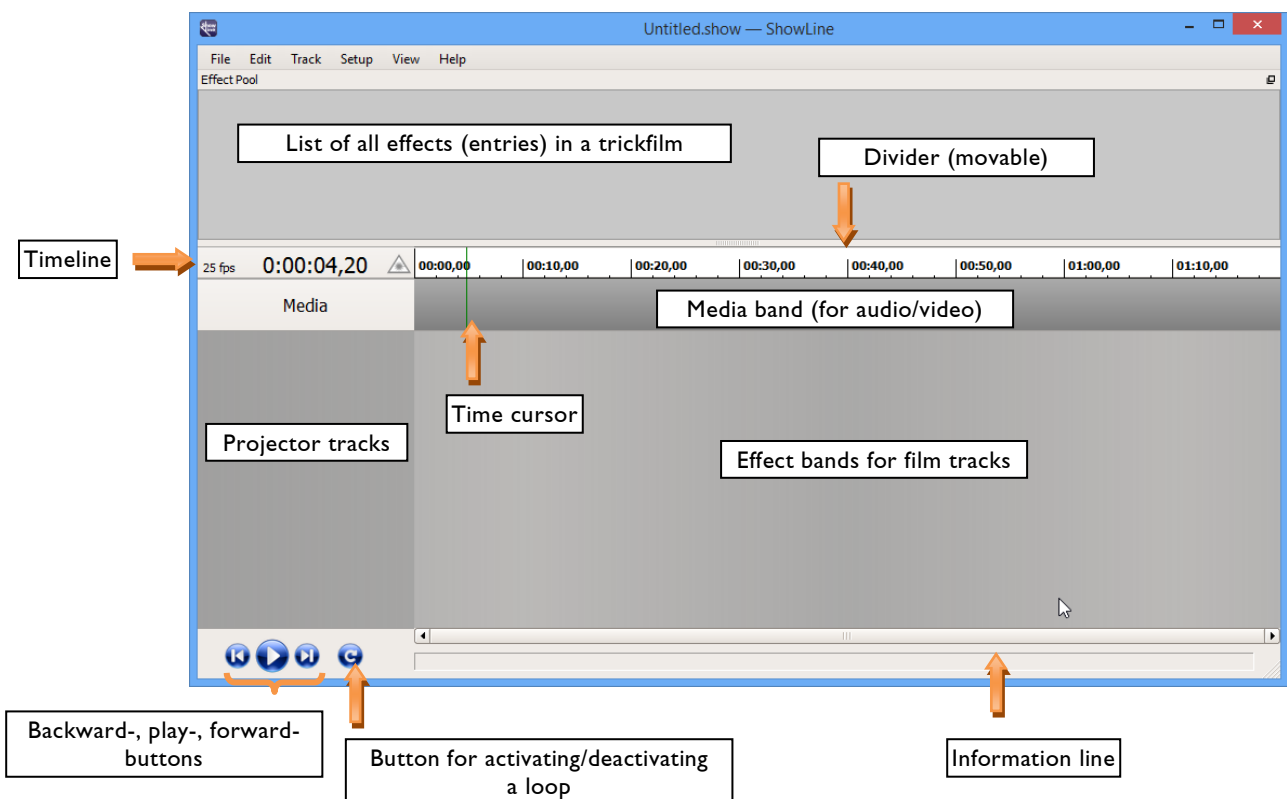 Untitled.show — ShowLine
File Edit Track Setup View Help
Effect Pool
List of all effects (entries) in a trickfilm
Divider (movable)
Timeline
25 fps 0:00:04,20 00:00,00 00:10,00 00:20,00 00:30,00 00:40,00 00:50,00 01:00,00 01:10,00
Media
Media band (for audio/video)
Time cursor
Projector tracks
Effect bands for film tracks
Backward-, play-, forward-
buttons
Button for activating/deactivating
a loop
Information line